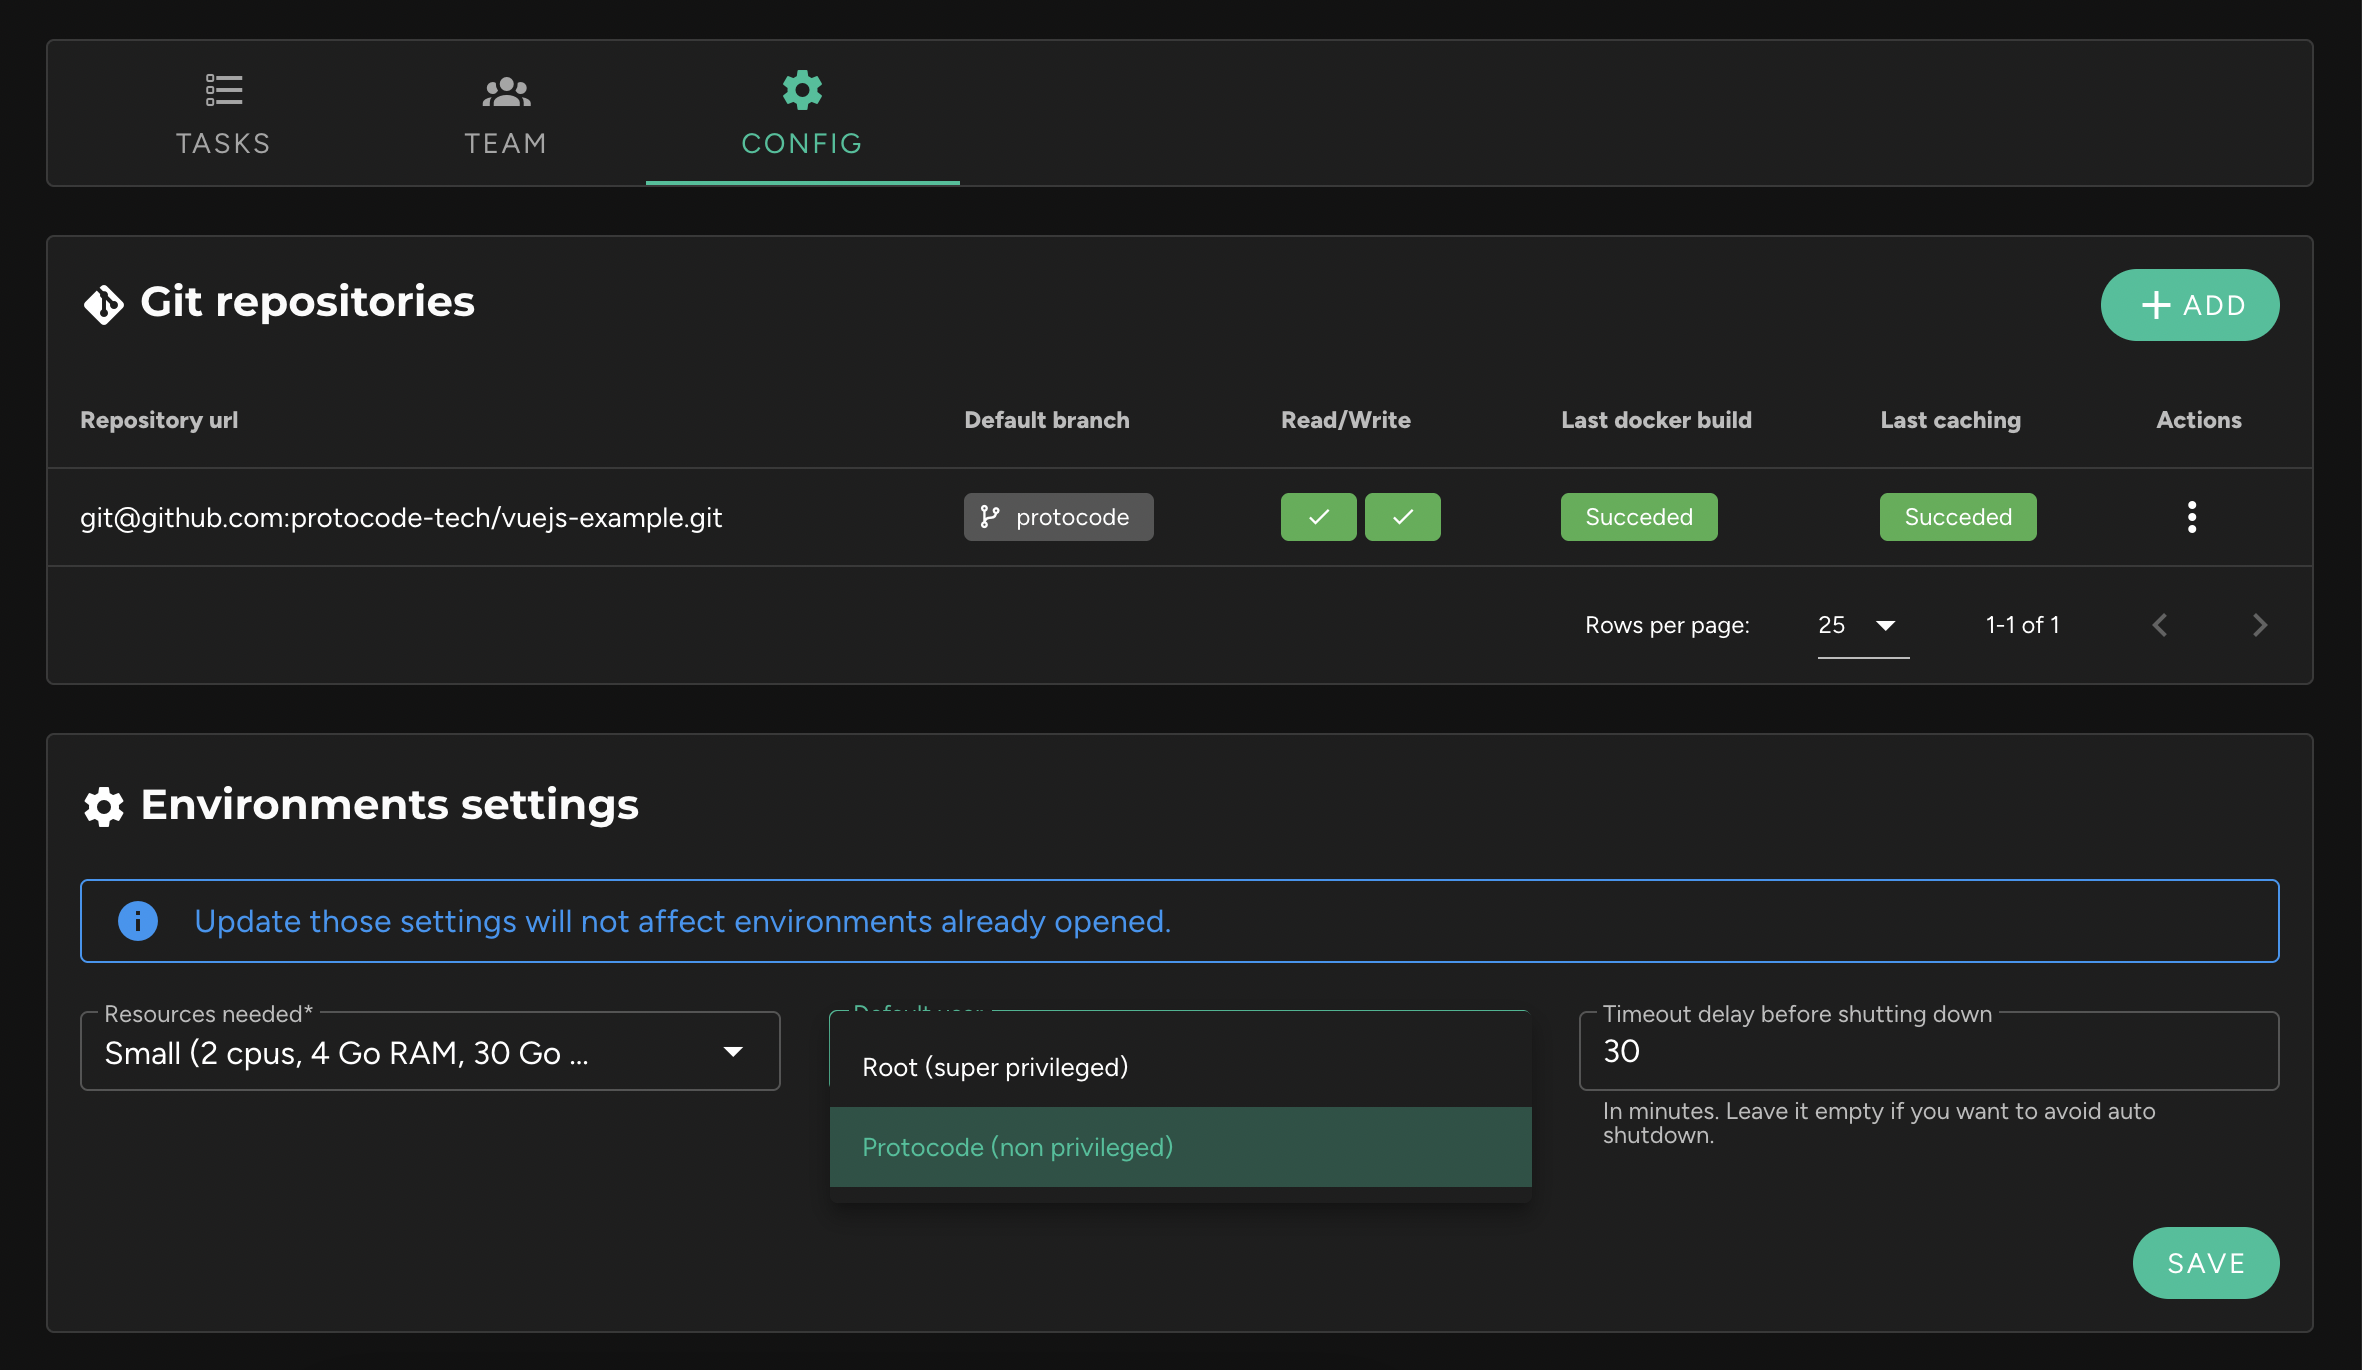 TASKS
TEAM
CONFIG
Git repositories
ADD
Repository url
Default branch
Read/Write
Last docker build
Last caching
Actions
git@github.com:protocode-tech/vuejs-example.git
protocode
Succeded
Succeded
Rows per page:
25
1-1 of 1
Environments settings
Update those settings will not affect environments already opened.
Resources needed*
Small (2 cpus, 4 Go RAM, 30 Go ...
Default user
Root (super privileged)
Protocode (non privileged)
Timeout delay before shutting down
30
In minutes. Leave it empty if you want to avoid auto
shutdown.
SAVE